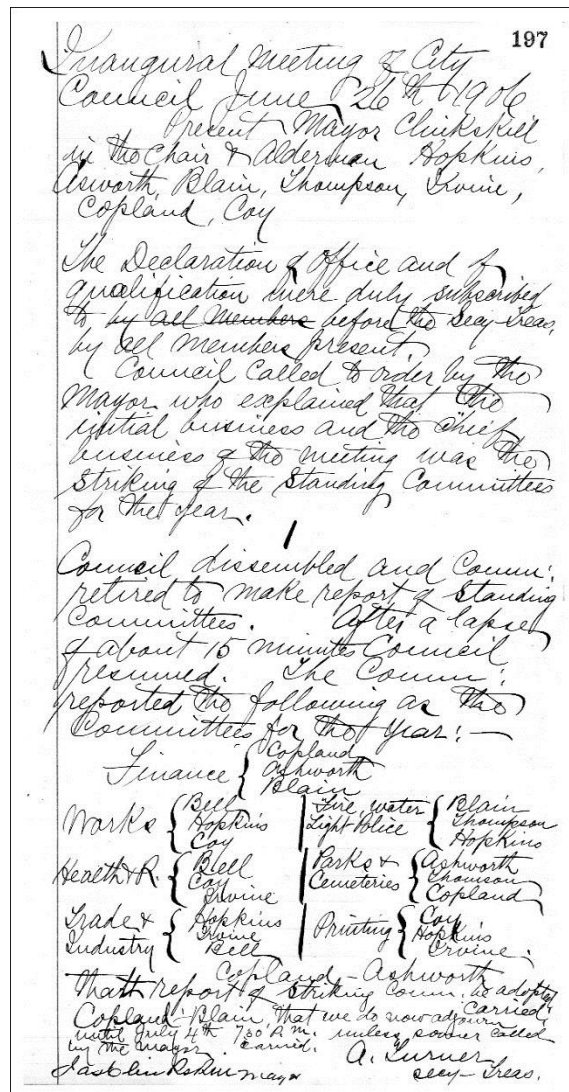 197
Inaugural Meeting of City
Council June 26th 1906
Present Mayor Clinkskill
in the Chair & Alderman Hopkins,
Asworth, Blain, Thompson, Irvine,
Copland, Coy
The Declaration of Office and of
qualification were duly subscribed
to by all members before the Secy-Treas,
by all members present.
Council called to order by the
Mayor who explained that the
initial business and the chief
business of the meeting was the
Striking of the Standing Committees
for the year.
Council dissembled and Comm:
retired to make report of Standing
Committees. After a lapse
of about 15 minutes Council
resumed. The Comm:
reported the following as the
Committees for the Year:—
Finance { Copland
Ashworth
Blain
Works { Bell
Hopkins
Coy
Fire, water
Light Police { Blain
Thompson
Hopkins
Health & R. { Bell
Coy
Irvine
Parks &
Cemeteries { Ashworth
Thomson
Copland
Trade &
Industry { Hopkins
Irvine
Bell
Printing { Coy
Hopkins
Ervine.
Copland - Ashworth
That report of Striking Comm. be adopted
Carried.
Copland - Blain that we do now adjourn
until July 4th 7.30 P.M. unless sooner called
by the Mayor. Carried.
A. Turner
Secy-Treas.
Jas Clinkskill Mayor